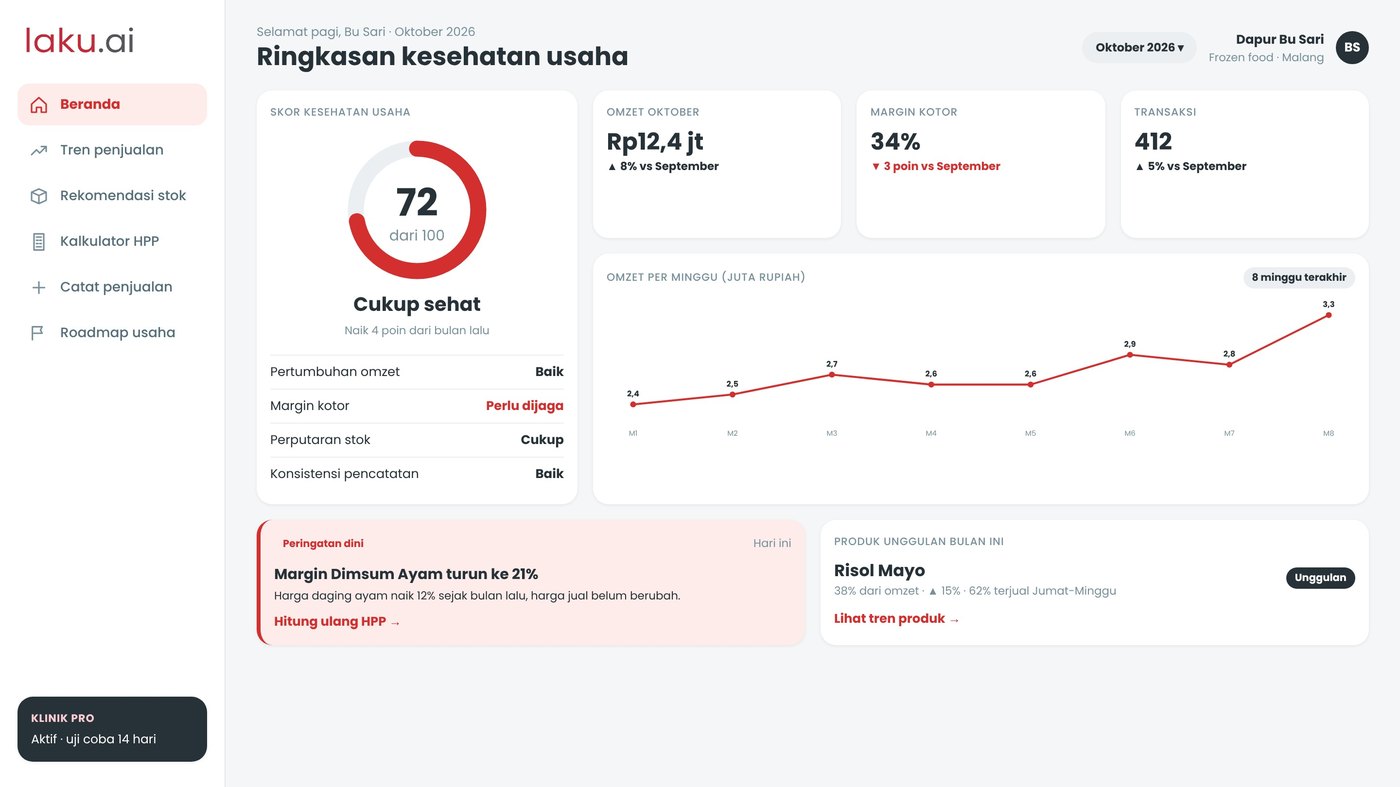 laku.ai
Beranda
Tren penjualan
Rekomendasi stok
Kalkulator HPP
Catat penjualan
Roadmap usaha
KLINIK PRO
Aktif · uji coba 14 hari
Selamat pagi, Bu Sari · Oktober 2026
Ringkasan kesehatan usaha
Oktober 2026 ▾
Dapur Bu Sari
Frozen food · Malang
BS
SKOR KESEHATAN USAHA
72
dari 100
Cukup sehat
Naik 4 poin dari bulan lalu
Pertumbuhan omzet Baik
Margin kotor Perlu dijaga
Perputaran stok Cukup
Konsistensi pencatatan Baik
OMZET OKTOBER
Rp12,4 jt
▲ 8% vs September
MARGIN KOTOR
34%
▼ 3 poin vs September
TRANSAKSI
412
▲ 5% vs September
OMZET PER MINGGU (JUTA RUPIAH)
8 minggu terakhir
2,4 2,5 2,7 2,6 2,6 2,9 2,8 3,3
M1 M2 M3 M4 M5 M6 M7 M8
Peringatan dini
Hari ini
Margin Dimsum Ayam turun ke 21%
Harga daging ayam naik 12% sejak bulan lalu, harga jual belum berubah.
Hitung ulang HPP →
PRODUK UNGGULAN BULAN INI
Risol Mayo
38% dari omzet · ▲ 15% · 62% terjual Jumat-Minggu
Unggulan
Lihat tren produk →